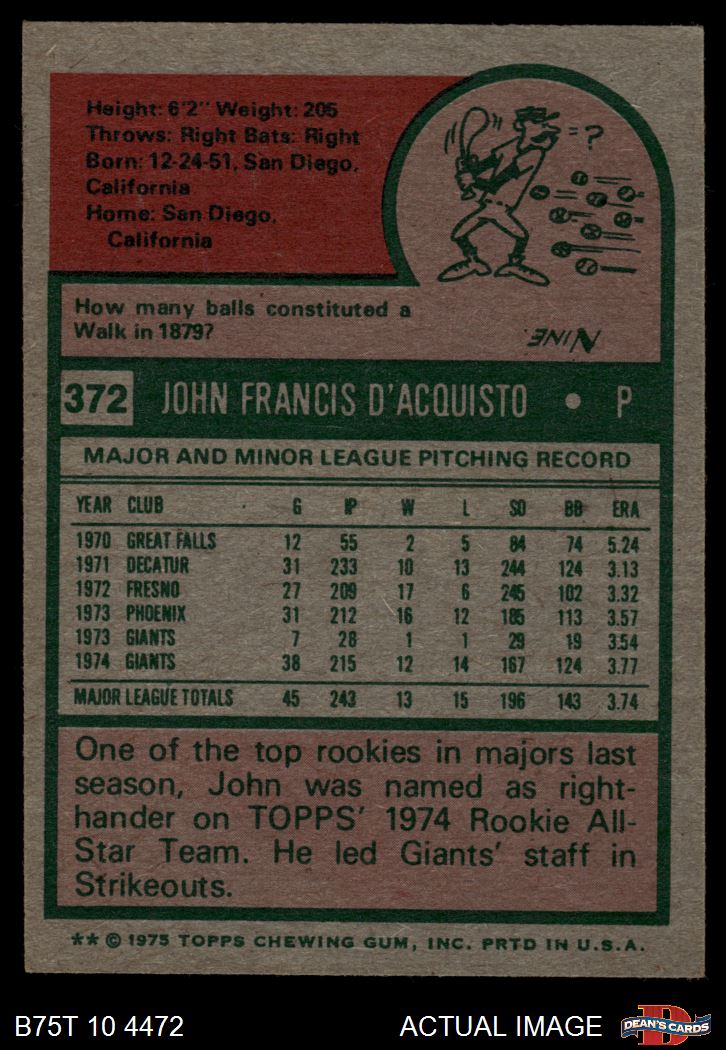 Height: 6'2" Weight: 205
Throws: Right Bats: Right
Born: 12-24-51, San Diego,
California
Home: San Diego,
California
= ?
How many balls constituted a
Walk in 1879?
NINE.
372 JOHN FRANCIS D'ACQUISTO • P
MAJOR AND MINOR LEAGUE PITCHING RECORD
YEAR CLUB G IP W L SO BB ERA
1970 GREAT FALLS 12 55 2 5 84 74 5.24
1971 DECATUR 31 233 10 13 244 124 3.13
1972 FRESNO 27 209 17 6 245 102 3.32
1973 PHOENIX 31 212 16 12 185 113 3.57
1973 GIANTS 7 28 1 1 29 19 3.54
1974 GIANTS 38 215 12 14 167 124 3.77
MAJOR LEAGUE TOTALS 45 243 13 15 196 143 3.74
One of the top rookies in majors last
season, John was named as right-
hander on TOPPS' 1974 Rookie All-
Star Team. He led Giants' staff in
Strikeouts.
** © 1975 TOPPS CHEWING GUM, INC. PRTD IN U.S.A.
B75T 10 4472 ACTUAL IMAGE
D
DEAN'S CARDS